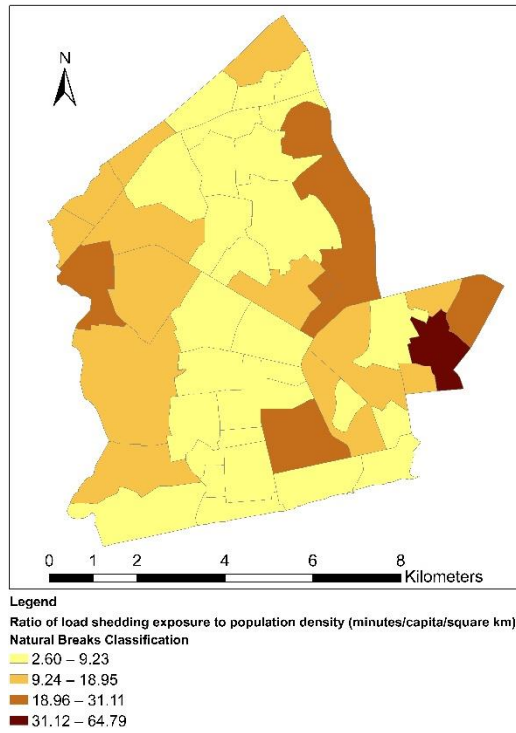 N
0 1 2 4 6 8
Kilometers
Legend
Ratio of load shedding exposure to population density (minutes/capita/square km)
Natural Breaks Classification
2.60 – 9.23
9.24 – 18.95
18.96 – 31.11
31.12 – 64.79